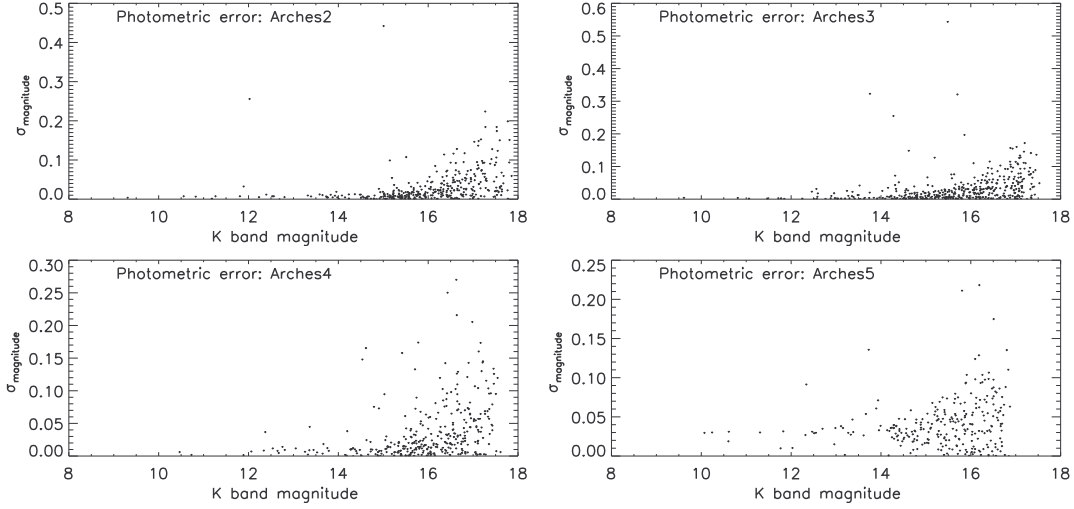 Photometric error: Arches2
0.5
0.4
0.3
0.2
0.1
0.0
σmagnitude
8 10 12 14 16 18
K band magnitude
Photometric error: Arches3
0.6
0.5
0.4
0.3
0.2
0.1
0.0
σmagnitude
8 10 12 14 16 18
K band magnitude
Photometric error: Arches4
0.30
0.25
0.20
0.15
0.10
0.05
0.00
σmagnitude
8 10 12 14 16 18
K band magnitude
Photometric error: Arches5
0.25
0.20
0.15
0.10
0.05
0.00
σmagnitude
8 10 12 14 16 18
K band magnitude